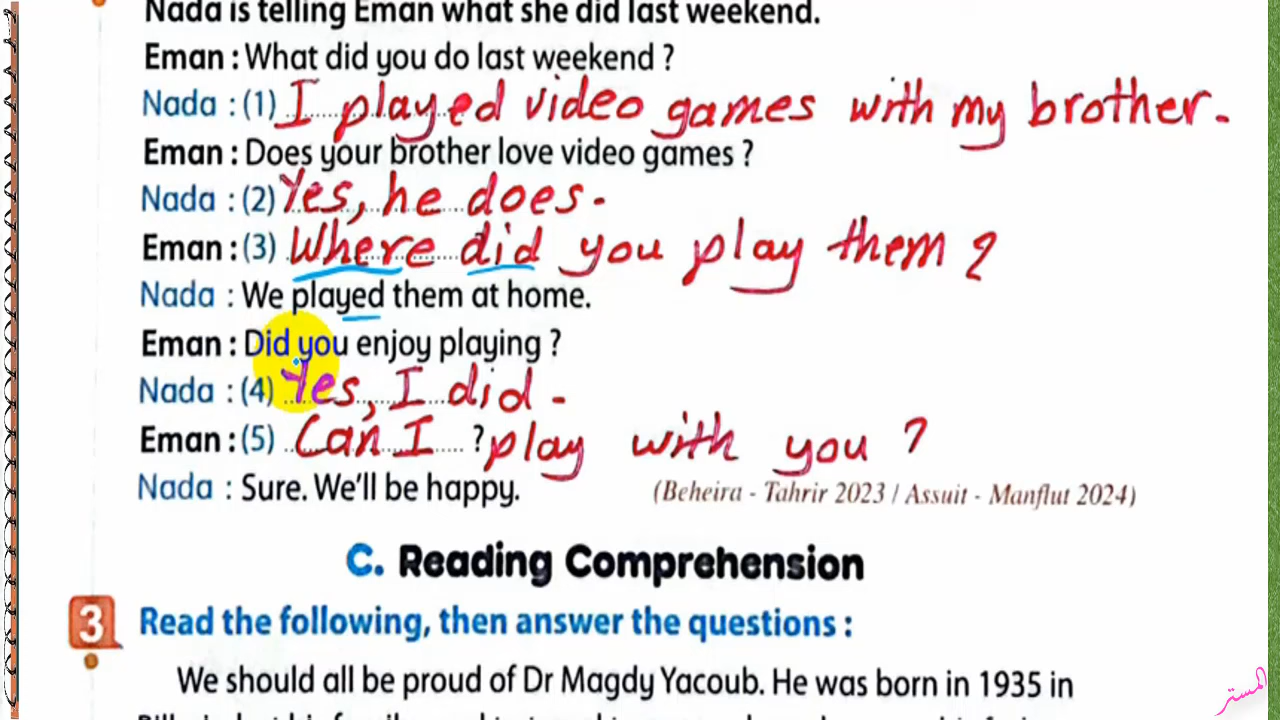 Nada is telling Eman what she did last weekend.
Eman : What did you do last weekend ?
Nada : (1) I played video games with my brother.
Eman : Does your brother love video games ?
Nada : (2) Yes, he does.
Eman : (3) Where did you play them ?
Nada : We played them at home.
Eman : Did you enjoy playing ?
Nada : (4) Yes, I did.
Eman : (5) Can I ? play with you ?
Nada : Sure. We'll be happy.
(Beheira - Tahrir 2023 / Assuit - Manflut 2024)
C. Reading Comprehension
3 Read the following, then answer the questions :
We should all be proud of Dr Magdy Yacoub. He was born in 1935 in
المستر